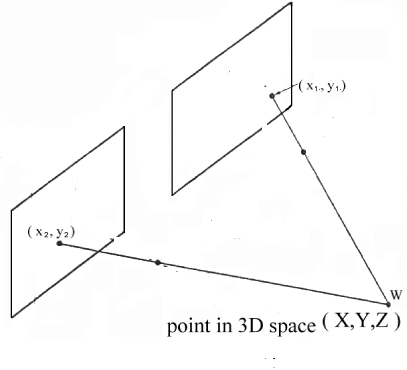 (x₁, y₁)
(x₂, y₂)
W
point in 3D space (X,Y,Z)